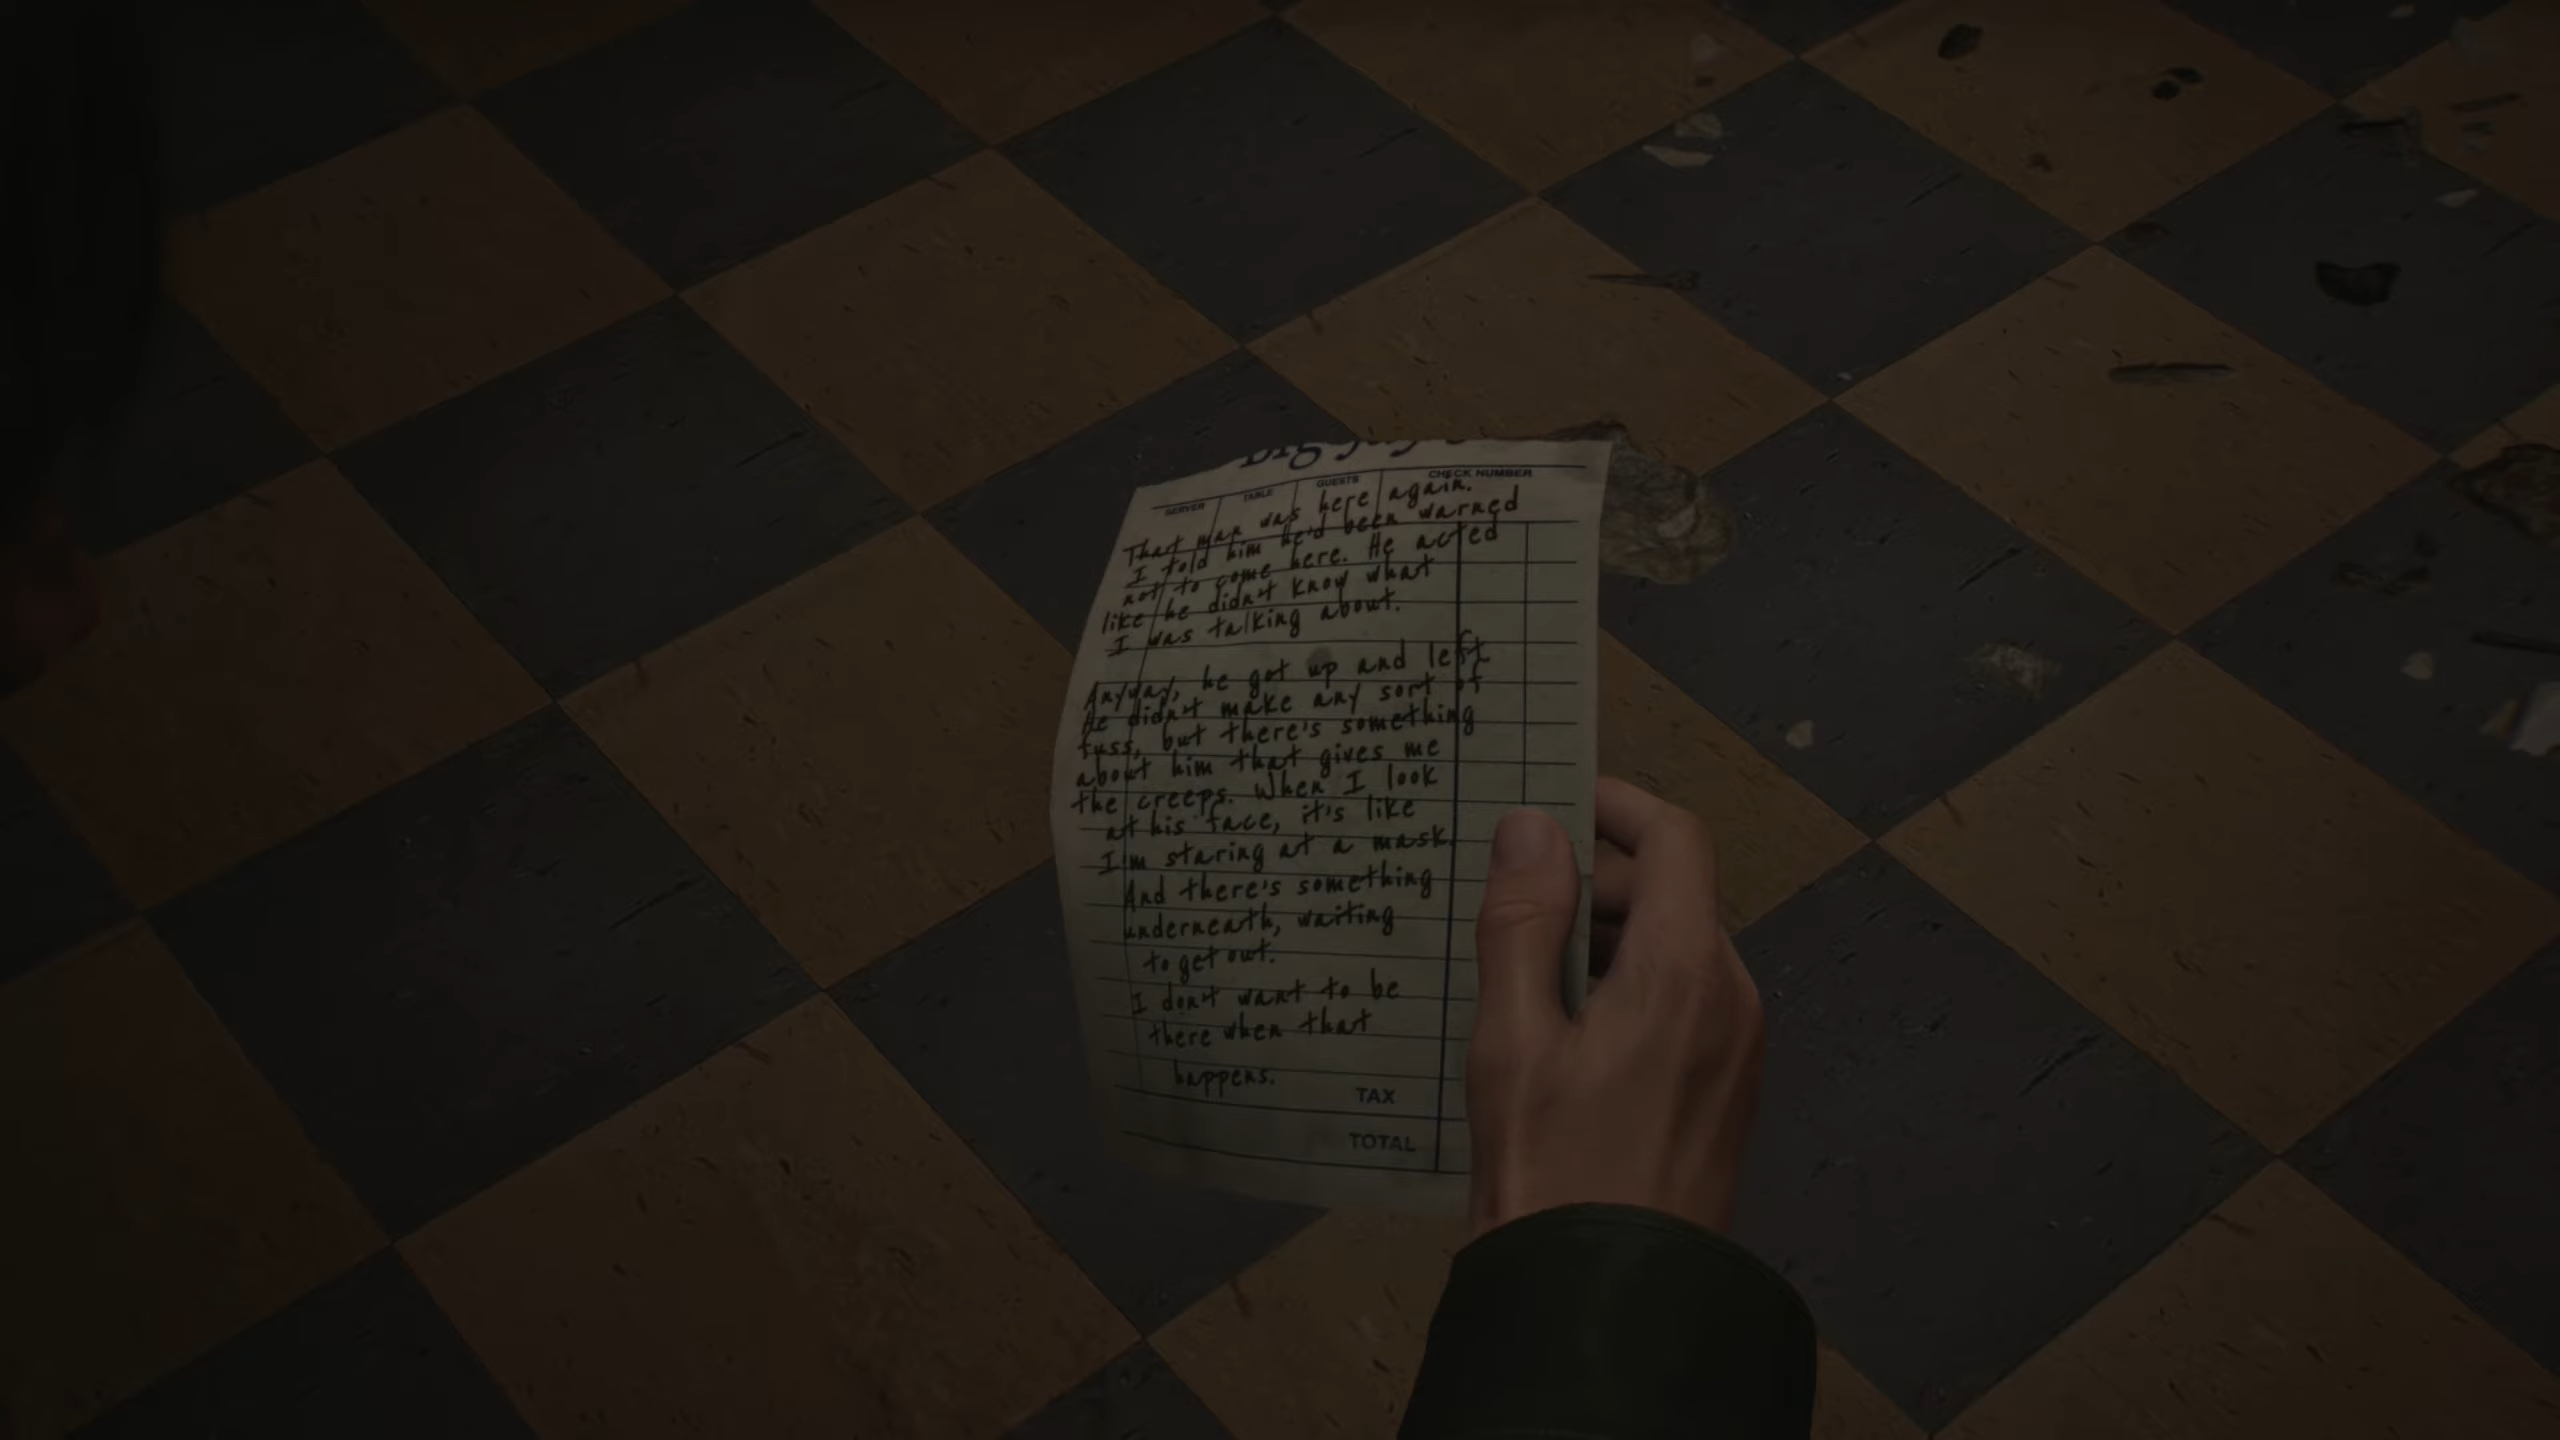 SERVER TABLE GUESTS CHECK NUMBER
That man was here again.
I told him he'd been warned
not to come here. He acted
like he didn't know what
I was talking about.
Anyway, he got up and left
He didn't make any sort of
fuss, but there's something
about him that gives me
the creeps. When I look
at his face, it's like
I'm staring at a mask.
And there's something
underneath, waiting
to get out.
I don't want to be
there when that
happens.
TAX
TOTAL